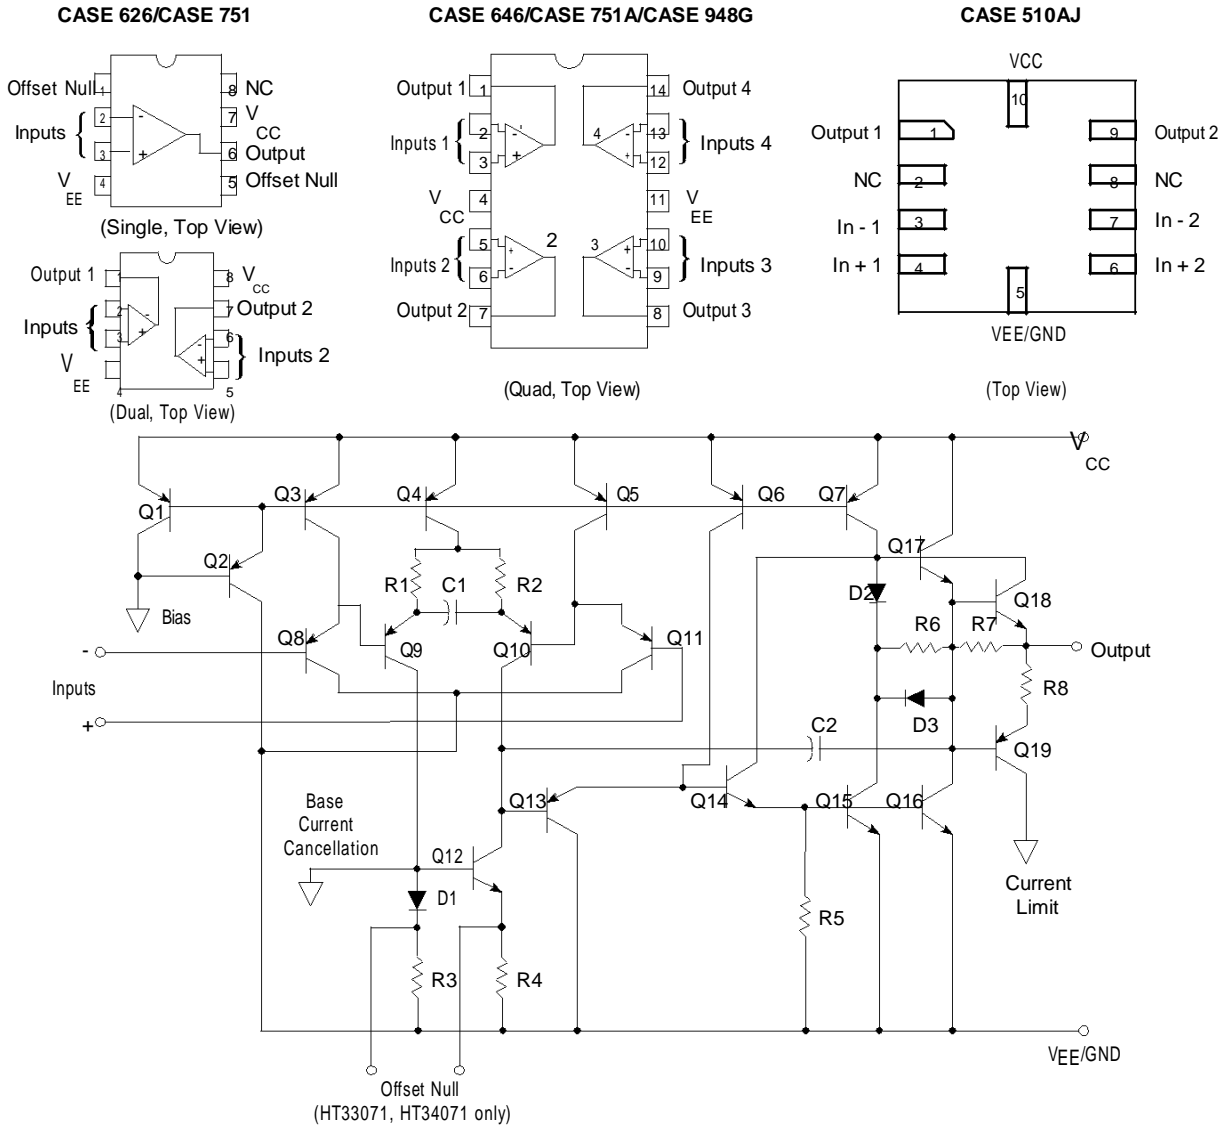 CASE 626/CASE 751
CASE 646/CASE 751A/CASE 948G
CASE 510AJ
Offset Null
1
8
NC
Inputs
2
-
7
V
CC
3
+
6
Output
V
EE
4
5
Offset Null
(Single, Top View)
Output 1
1
8
V
CC
Inputs
2
-
7
Output 2
3
+
6
-
Inputs 2
V
EE
+
4
5
(Dual, Top View)
Output 1
1
14
Output 4
Inputs 1
2
-
4
-
13
Inputs 4
3
+
+
12
V
CC
4
11
V
EE
Inputs 2
5
+
2
3
+
10
Inputs 3
6
-
-
9
Output 2
7
8
Output 3
(Quad, Top View)
VCC
10
Output 1
1
9
Output 2
NC
2
8
NC
In - 1
3
7
In - 2
In + 1
4
6
In + 2
5
VEE/GND
(Top View)
V
CC
Q1
Q3
Q4
Q5
Q6
Q7
Q2
Q17
R1
C1
R2
D2
Q18
Bias
Q8
Q9
Q10
Q11
R6
R7
-
Output
Inputs
R8
+
D3
C2
Q19
Base
Current
Cancellation
Q13
Q14
Q15
Q16
Q12
D1
Current
Limit
R5
R3
R4
VEE/GND
Offset Null
(HT33071, HT34071 only)